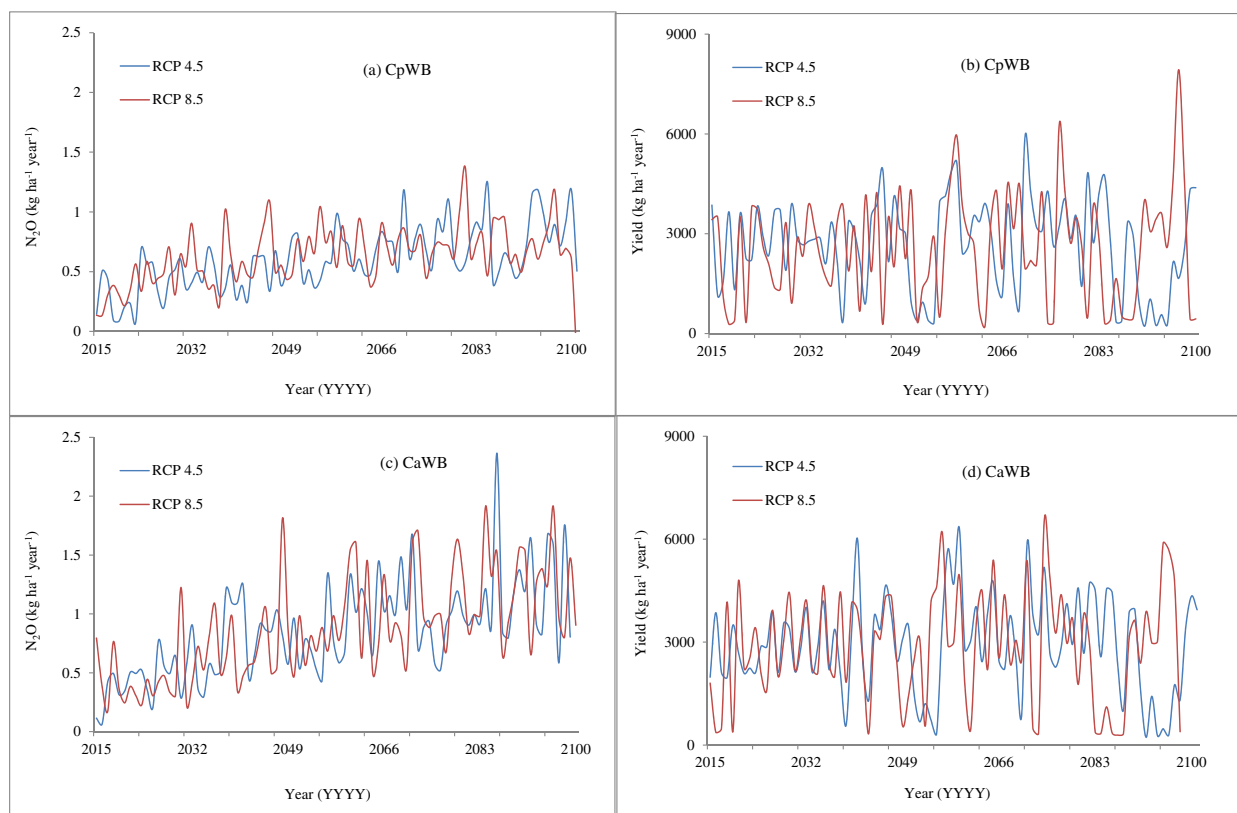 2.5
2
1.5
1
0.5
0
RCP 4.5
RCP 8.5
(a) CpWB
N₂O (kg ha⁻¹ year⁻¹)
2015 2032 2049 2066 2083 2100
Year (YYYY)
9000
6000
3000
0
RCP 4.5
RCP 8.5
(b) CpWB
Yield (kg ha⁻¹ year⁻¹)
2015 2032 2049 2066 2083 2100
Year (YYYY)
2.5
2
1.5
1
0.5
0
RCP 4.5
RCP 8.5
(c) CaWB
N₂O (kg ha⁻¹ year⁻¹)
2015 2032 2049 2066 2083 2100
Year (YYYY)
9000
6000
3000
0
RCP 4.5
RCP 8.5
(d) CaWB
Yield (kg ha⁻¹ year⁻¹)
2015 2032 2049 2066 2083 2100
Year (YYYY)